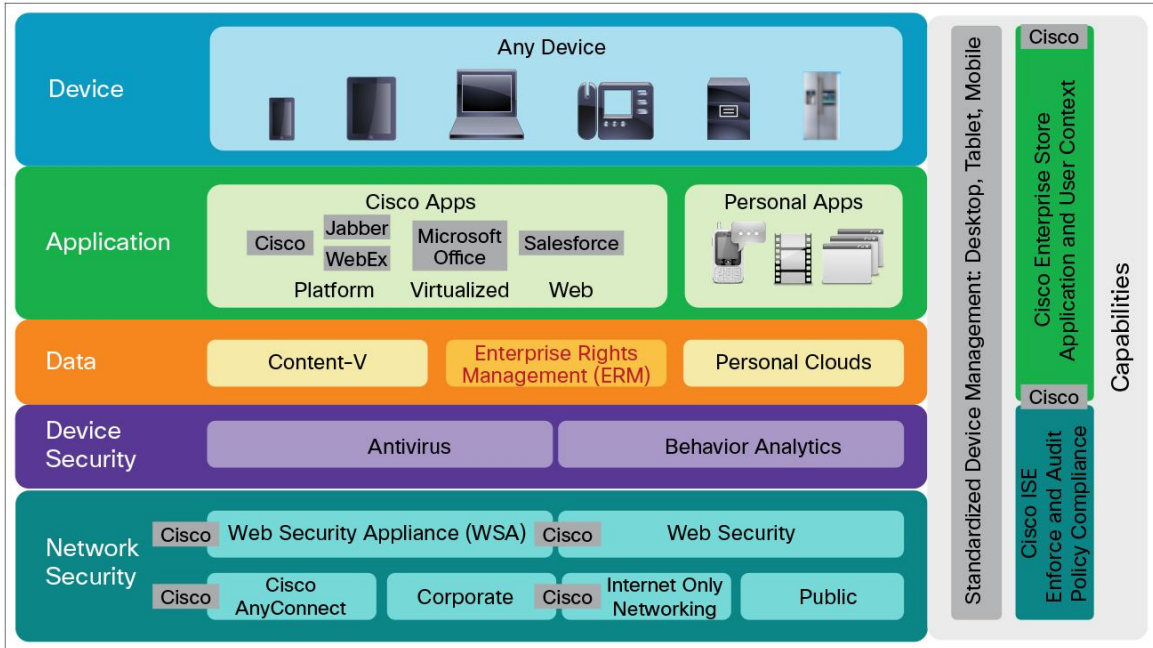 Device
Any Device
Application
Cisco Apps
Cisco
Jabber
WebEx
Microsoft
Office
Salesforce
Platform
Virtualized
Web
Personal Apps
Data
Content-V
Enterprise Rights
Management (ERM)
Personal Clouds
Device
Security
Antivirus
Behavior Analytics
Network
Security
Cisco
Web Security Appliance (WSA)
Cisco
Web Security
Cisco
Cisco
AnyConnect
Corporate
Cisco
Internet Only
Networking
Public
Standardized Device Management: Desktop, Tablet, Mobile
Cisco
Cisco Enterprise Store
Application and User Context
Cisco
Cisco ISE
Enforce and Audit
Policy Compliance
Capabilities